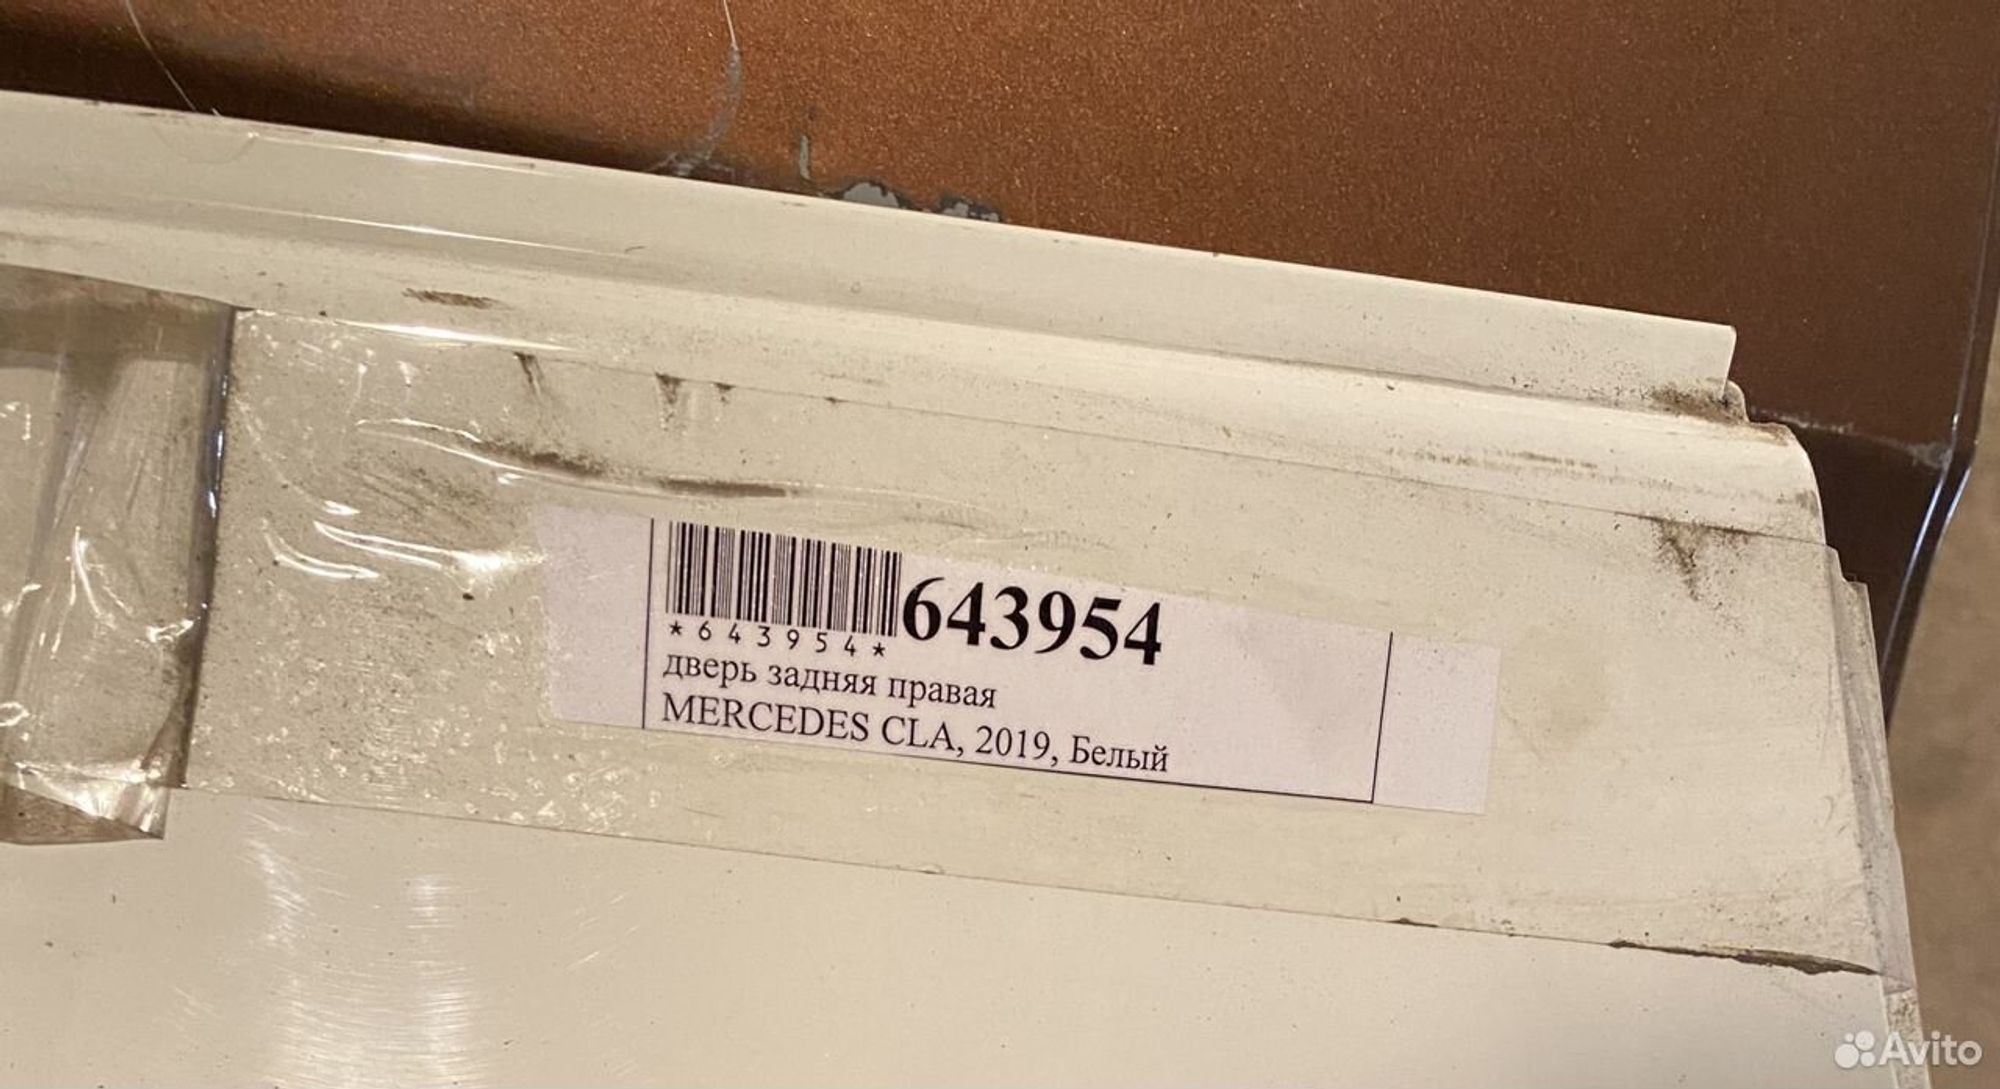 643954
*643954*
дверь задняя правая
MERCEDES CLA, 2019, Белый
Avito